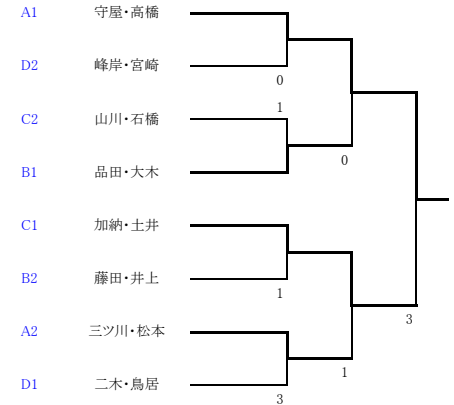 A1 守屋・高橋
D2 峰岸・宮崎
0
1
C2 山川・石橋
B1 品田・大木
0
C1 加納・土井
B2 藤田・井上
1
3
A2 三ツ川・松本
1
D1 二木・鳥居
3